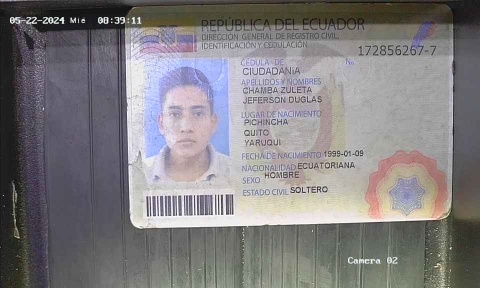 05-22-2024 Mié 08:39:11
REPÚBLICA DEL ECUADOR
DIRECCIÓN GENERAL DE REGISTRO CIVIL,
IDENTIFICACIÓN Y CEDULACIÓN
CÉDULA DE No. 172856267-7
CIUDADANÍA
APELLIDOS Y NOMBRES
CHAMBA ZULETA
JEFERSON DUGLAS
LUGAR DE NACIMIENTO
PICHINCHA
QUITO
YARUQUI
FECHA DE NACIMIENTO 1999-01-09
NACIONALIDAD ECUATORIANA
SEXO HOMBRE
ESTADO CIVIL SOLTERO
Camera 02